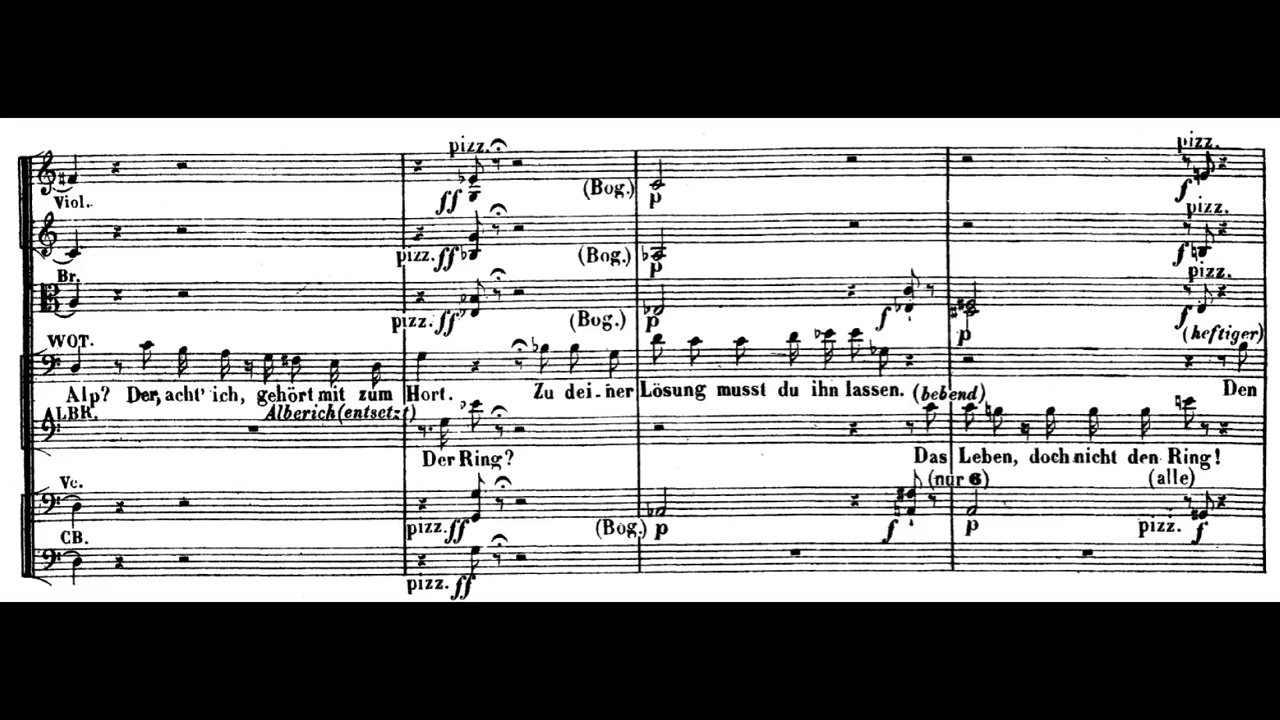 pizz.
ff
(Bog.)
p
pizz.
f
Viol.
pizz. ff
(Bog.)
p
pizz.
f
Br.
pizz. ff
(Bog.)
p
f
p
pizz.
f
(heftiger)
WOT.
Alp? Der, acht' ich, gehört mit zum Hort. Zu dei-ner Lösung musst du ihn lassen. (bebend) Den
ALBR. Alberich (entsetzt)
Der Ring? Das Leben, doch nicht den Ring!
Vc. (nur 6) (alle)
pizz. ff (Bog.) p f p pizz. f
CB.
pizz. ff